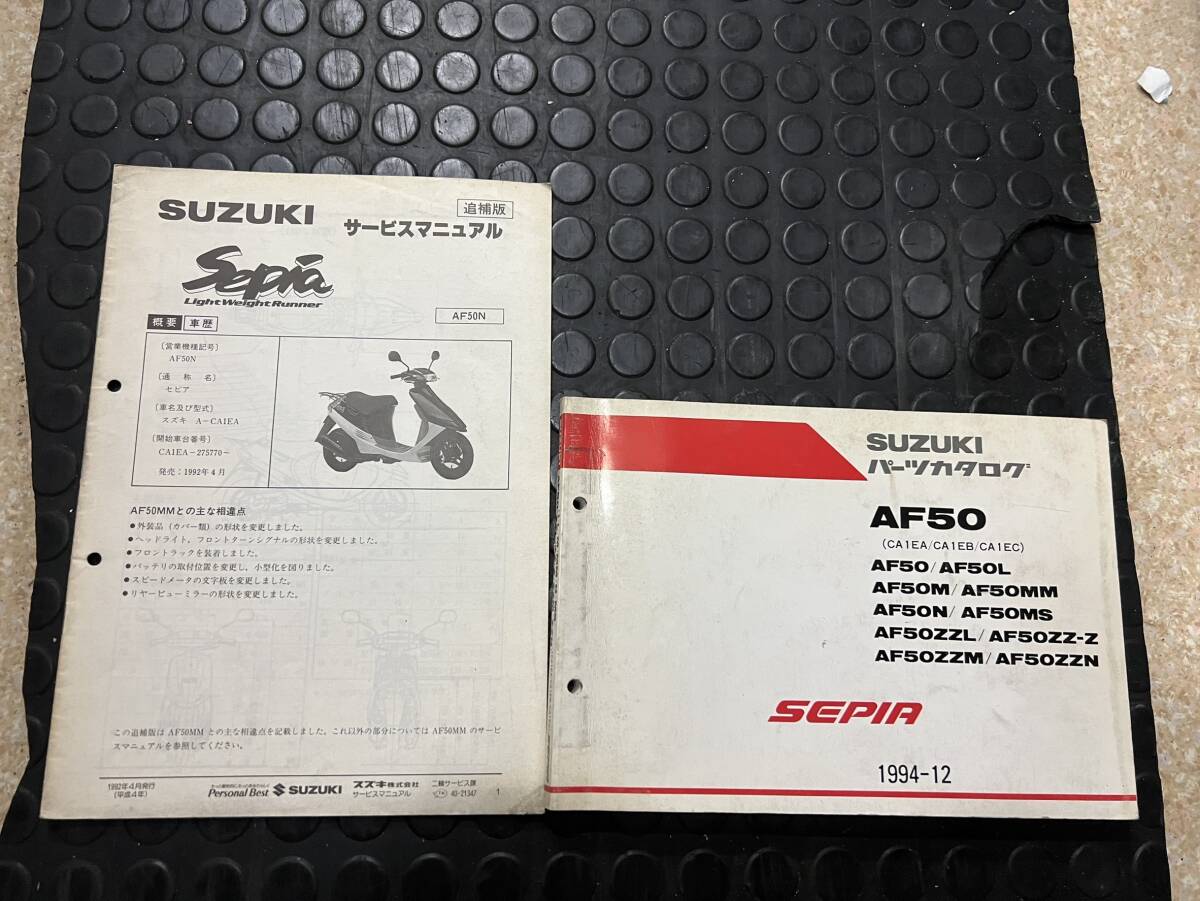 SUZUKI
追補版
サービスマニュアル
Sepia
Light Weight Runner
AF50N
概要 車歴
〔営業機種記号〕
AF50N
〔通 称 名〕
セピア
〔車名及び型式〕
スズキ A-CA1EA
〔開始車台番号〕
CA1EA-275770~
発売：1992年4月
AF50MMとの主な相違点
●外装品（カバー類）の形状を変更しました。
●ヘッドライト，フロントターンシグナルの形状を変更しました。
●フロントラックを装着しました。
●バッテリの取付位置を変更し，小型化を図りました。
●スピードメータの文字板を変更しました。
●リヤービューミラーの形状を変更しました。
この追補版は AF50MM との主な相違点を記載しました。これ以外の部分については AF50MM のサービ
スマニュアルを参照してください。
1992年4月発行
（平成4年）
Personal Best
SUZUKI
スズキ株式会社
サービスマニュアル
二輪サービス部
40-21347
1
SUZUKI
パーツカタログ
AF50
(CA1EA/CA1EB/CA1EC)
AF50/AF50L
AF50M/AF50MM
AF50N/AF50MS
AF50ZZL/AF50ZZ-Z
AF50ZZM/AF50ZZN
SEPIA
1994-12